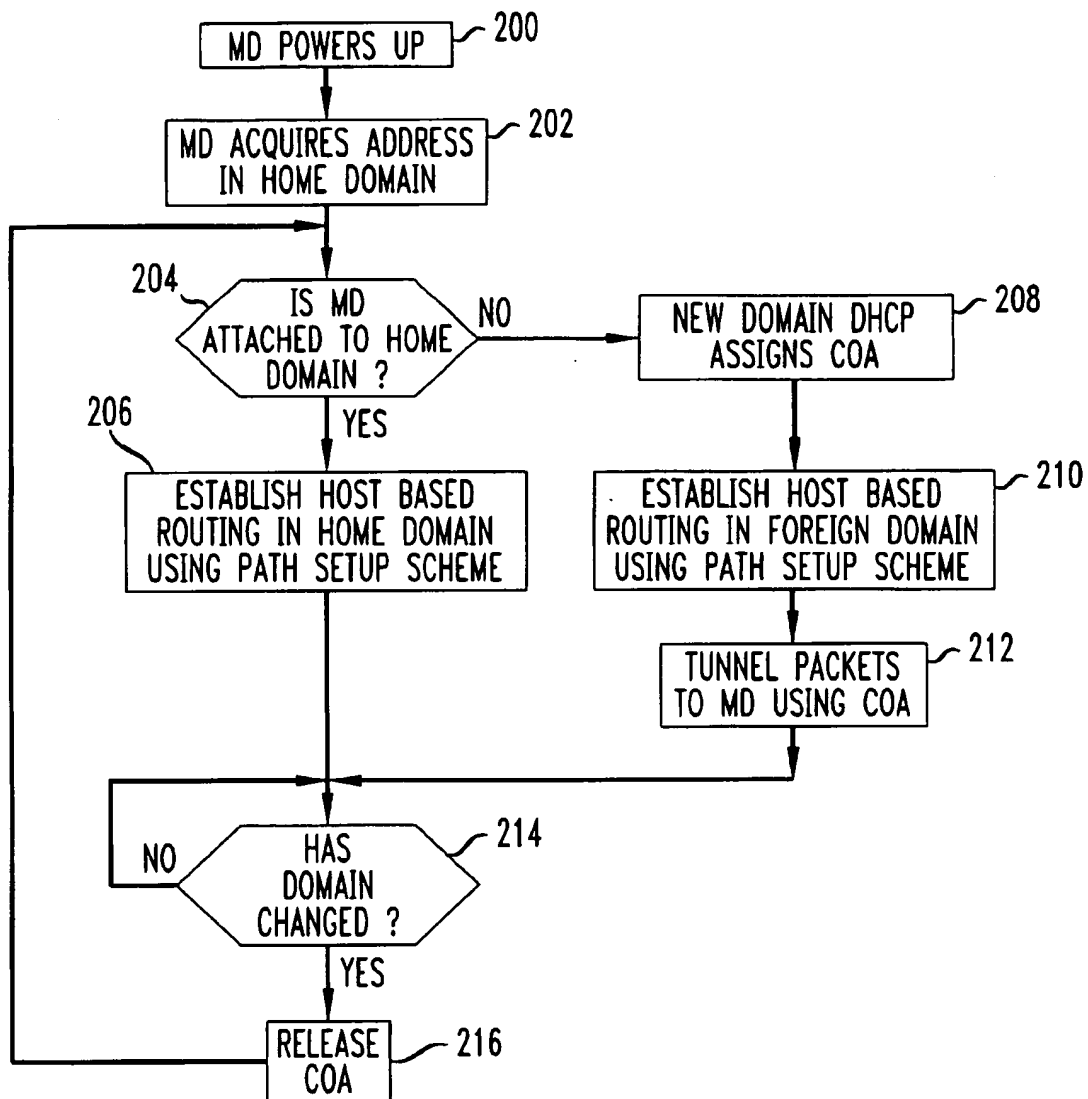 MD POWERS UP
200
MD ACQUIRES ADDRESS
IN HOME DOMAIN
202
204
IS MD
ATTACHED TO HOME
DOMAIN ?
NO
NEW DOMAIN DHCP
ASSIGNS COA
208
YES
206
ESTABLISH HOST BASED
ROUTING IN HOME DOMAIN
USING PATH SETUP SCHEME
ESTABLISH HOST BASED
ROUTING IN FOREIGN DOMAIN
USING PATH SETUP SCHEME
210
TUNNEL PACKETS
TO MD USING COA
212
HAS
DOMAIN
CHANGED ?
214
NO
YES
RELEASE
COA
216